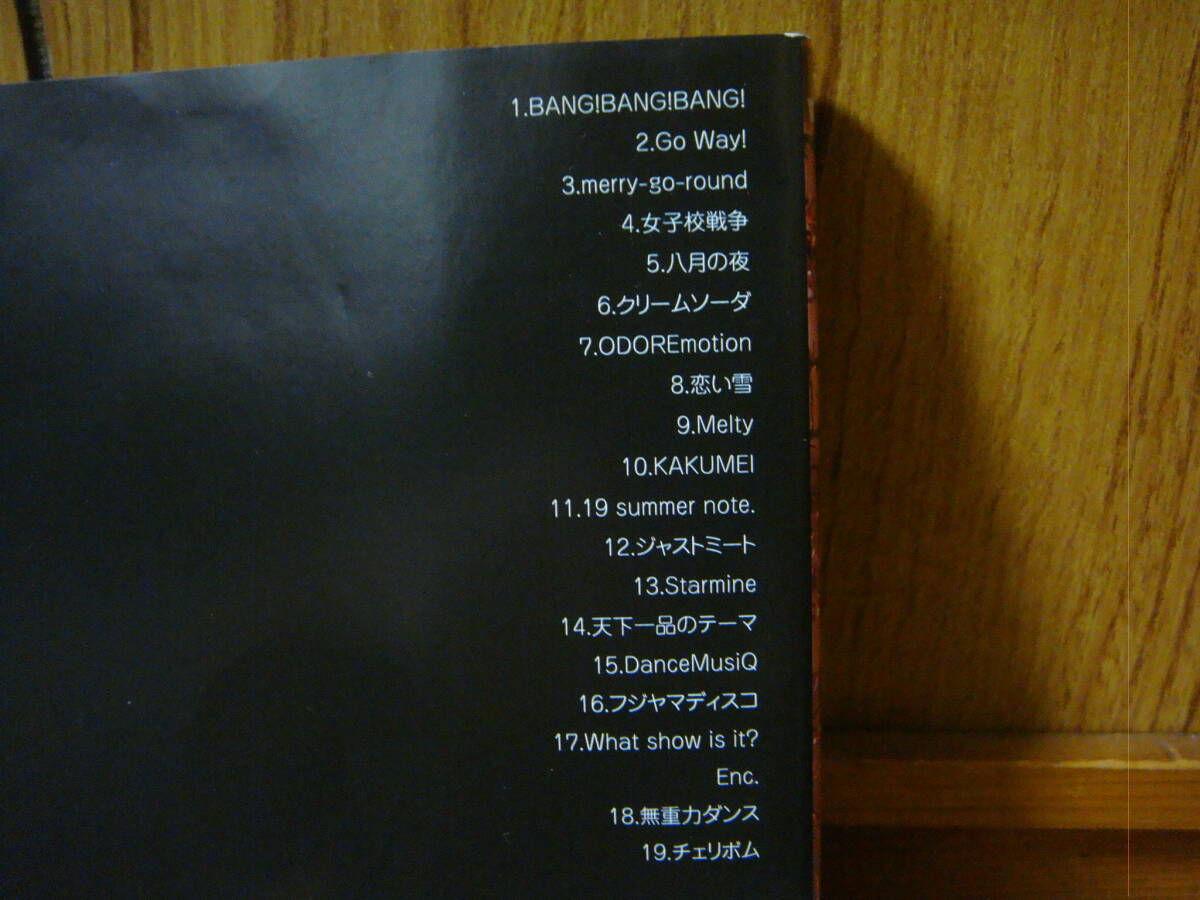 1.BANG!BANG!BANG!
2.Go Way!
3.merry-go-round
4.女子校戦争
5.八月の夜
6.クリームソーダ
7.ODOREmotion
8.恋い雪
9.Melty
10.KAKUMEI
11.19 summer note.
12.ジャストミート
13.Starmine
14.天下一品のテーマ
15.DanceMusiQ
16.フジヤマディスコ
17.What show is it?
Enc.
18.無重力ダンス
19.チェリボム